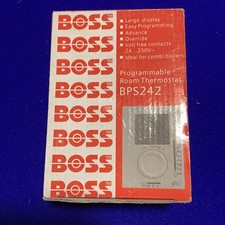 BOSS
BOSS
BOSS
BOSS
BOSS
BOSS
BOSS
BOSS
• Large display
• Easy Programming
• Advance
• Override
• Volt free contacts
24...250V~
• Ideal for combi boilers
Programmable
Room Thermostat
BPS242